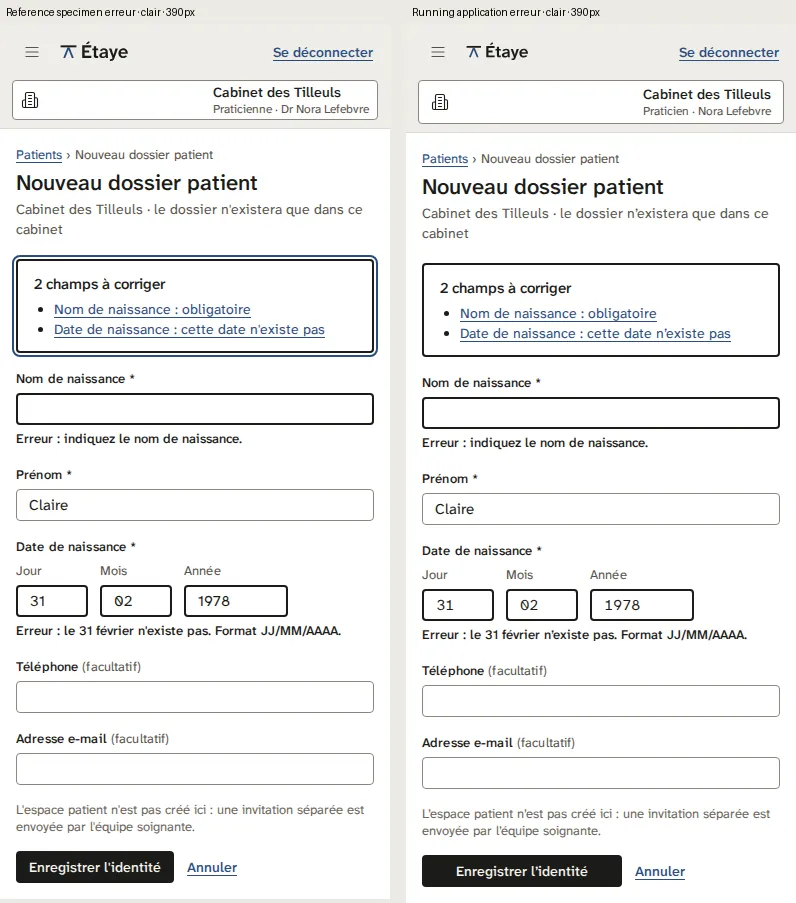 Reference specimen erreur · clair · 390px
Étaye
Se déconnecter
Cabinet des Tilleuls
Praticienne · Dr Nora Lefebvre
Patients › Nouveau dossier patient
Nouveau dossier patient
Cabinet des Tilleuls · le dossier n'existera que dans ce
cabinet
2 champs à corriger
• Nom de naissance : obligatoire
• Date de naissance : cette date n'existe pas
Nom de naissance *
Erreur : indiquez le nom de naissance.
Prénom *
Claire
Date de naissance *
Jour Mois Année
31 02 1978
Erreur : le 31 février n'existe pas. Format JJ/MM/AAAA.
Téléphone (facultatif)
Adresse e-mail (facultatif)
L'espace patient n'est pas créé ici : une invitation séparée est
envoyée par l'équipe soignante.
Enregistrer l'identité Annuler
Running application erreur · clair · 390px
Étaye
Se déconnecter
Cabinet des Tilleuls
Praticien · Nora Lefebvre
Patients › Nouveau dossier patient
Nouveau dossier patient
Cabinet des Tilleuls · le dossier n’existera que dans ce
cabinet
2 champs à corriger
• Nom de naissance : obligatoire
• Date de naissance : cette date n’existe pas
Nom de naissance *
Erreur : indiquez le nom de naissance.
Prénom *
Claire
Date de naissance *
Jour Mois Année
31 02 1978
Erreur : le 31 février n’existe pas. Format JJ/MM/AAAA.
Téléphone (facultatif)
Adresse e-mail (facultatif)
L’espace patient n’est pas créé ici : une invitation séparée est
envoyée par l’équipe soignante.
Enregistrer l’identité Annuler